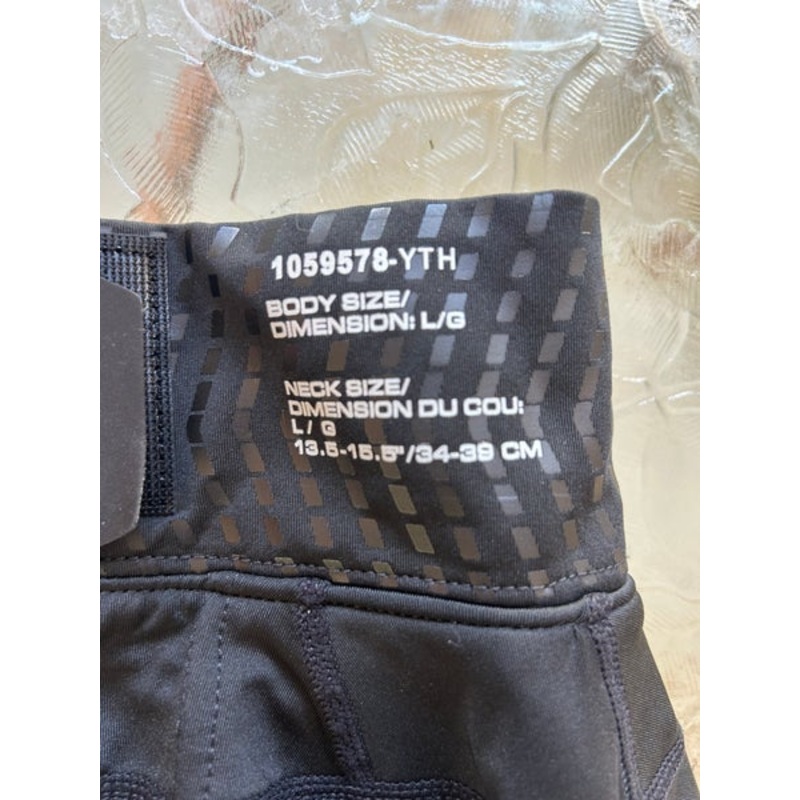 1059578-YTH
BODY SIZE/
DIMENSION: L/G
NECK SIZE/
DIMENSION DU COU:
L / G
13.5-15.5"/34-39 CM